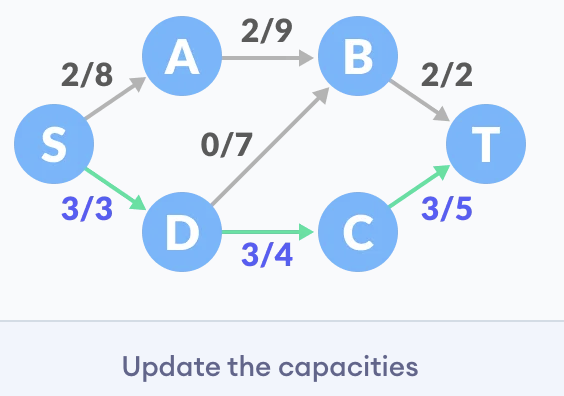 2/9
A
B
2/8
2/2
S
0/7
T
3/3
D
3/4
C
3/5
Update the capacities